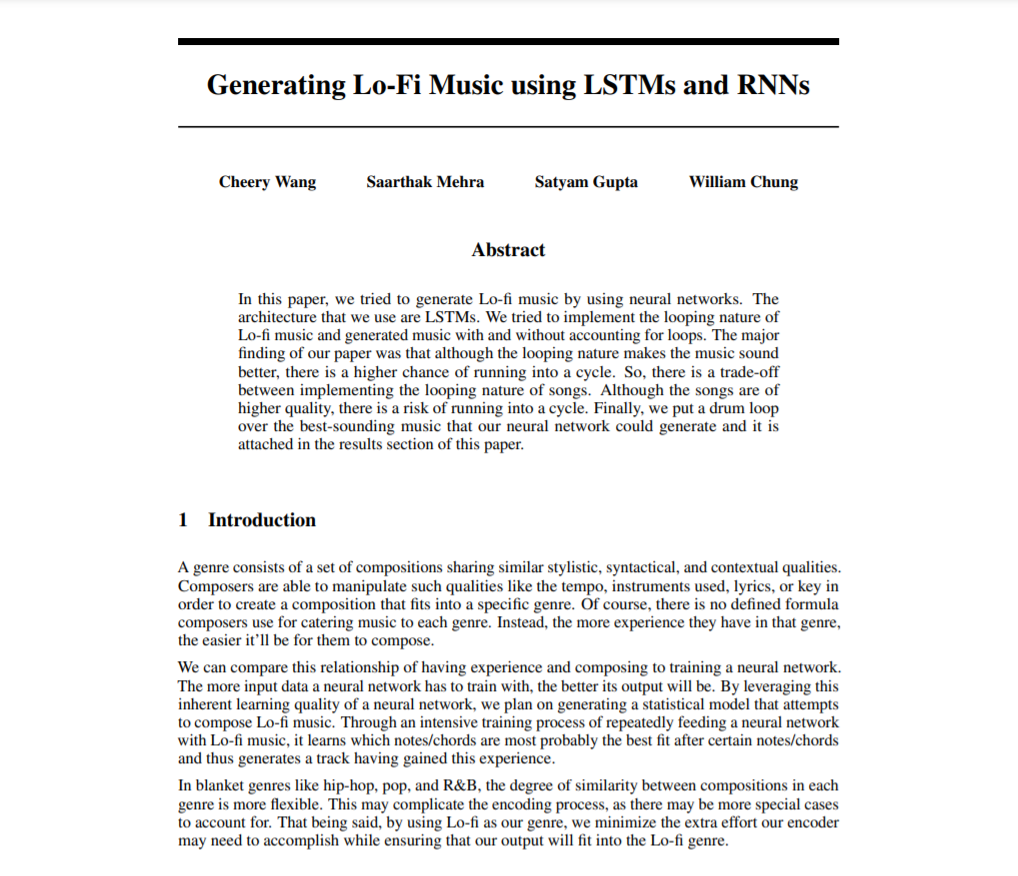 Generating Lo-Fi Music using LSTMs and RNNs
Cheery Wang Saarthak Mehra Satyam Gupta William Chung
Abstract
In this paper, we tried to generate Lo-fi music by using neural networks. The
architecture that we use are LSTMs. We tried to implement the looping nature of
Lo-fi music and generated music with and without accounting for loops. The major
finding of our paper was that although the looping nature makes the music sound
better, there is a higher chance of running into a cycle. So, there is a trade-off
between implementing the looping nature of songs. Although the songs are of
higher quality, there is a risk of running into a cycle. Finally, we put a drum loop
over the best-sounding music that our neural network could generate and it is
attached in the results section of this paper.
1 Introduction
A genre consists of a set of compositions sharing similar stylistic, syntactical, and contextual qualities.
Composers are able to manipulate such qualities like the tempo, instruments used, lyrics, or key in
order to create a composition that fits into a specific genre. Of course, there is no defined formula
composers use for catering music to each genre. Instead, the more experience they have in that genre,
the easier it'll be for them to compose.
We can compare this relationship of having experience and composing to training a neural network.
The more input data a neural network has to train with, the better its output will be. By leveraging this
inherent learning quality of a neural network, we plan on generating a statistical model that attempts
to compose Lo-fi music. Through an intensive training process of repeatedly feeding a neural network
with Lo-fi music, it learns which notes/chords are most probably the best fit after certain notes/chords
and thus generates a track having gained this experience.
In blanket genres like hip-hop, pop, and R&B, the degree of similarity between compositions in each
genre is more flexible. This may complicate the encoding process, as there may be more special cases
to account for. That being said, by using Lo-fi as our genre, we minimize the extra effort our encoder
may need to accomplish while ensuring that our output will fit into the Lo-fi genre.